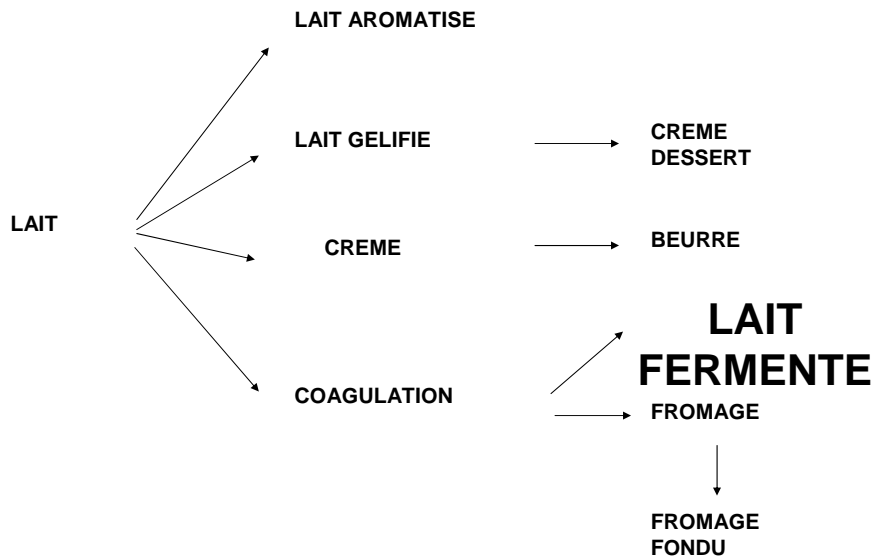 LAIT AROMATISE
LAIT GELIFIE
CREME
DESSERT
LAIT
CREME
BEURRE
LAIT
FERMENTE
COAGULATION
FROMAGE
FROMAGE
FONDU